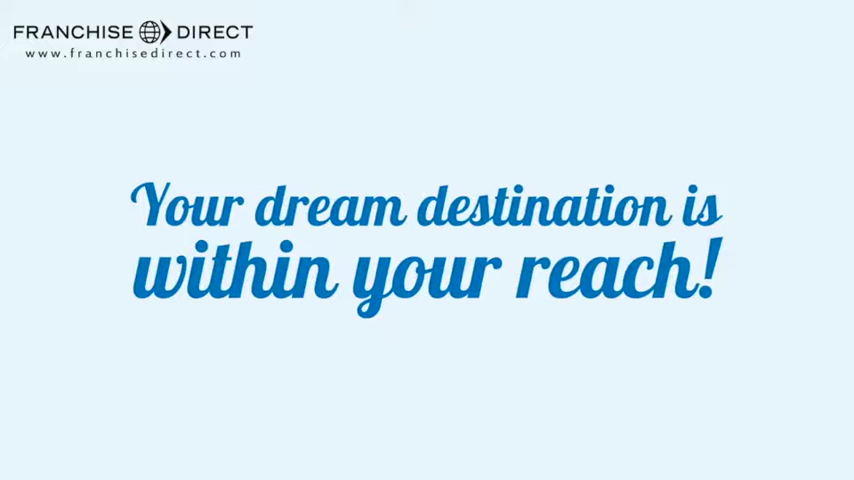 FRANCHISE DIRECT
www.franchisedirect.com
Your dream destination is
within your reach!